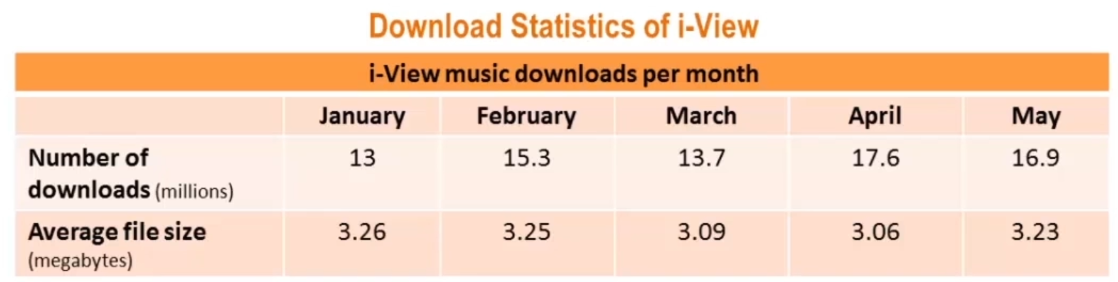 Download Statistics of i-View
i-View music downloads per month
January February March April May
Number of downloads (millions) 13 15.3 13.7 17.6 16.9
Average file size (megabytes) 3.26 3.25 3.09 3.06 3.23